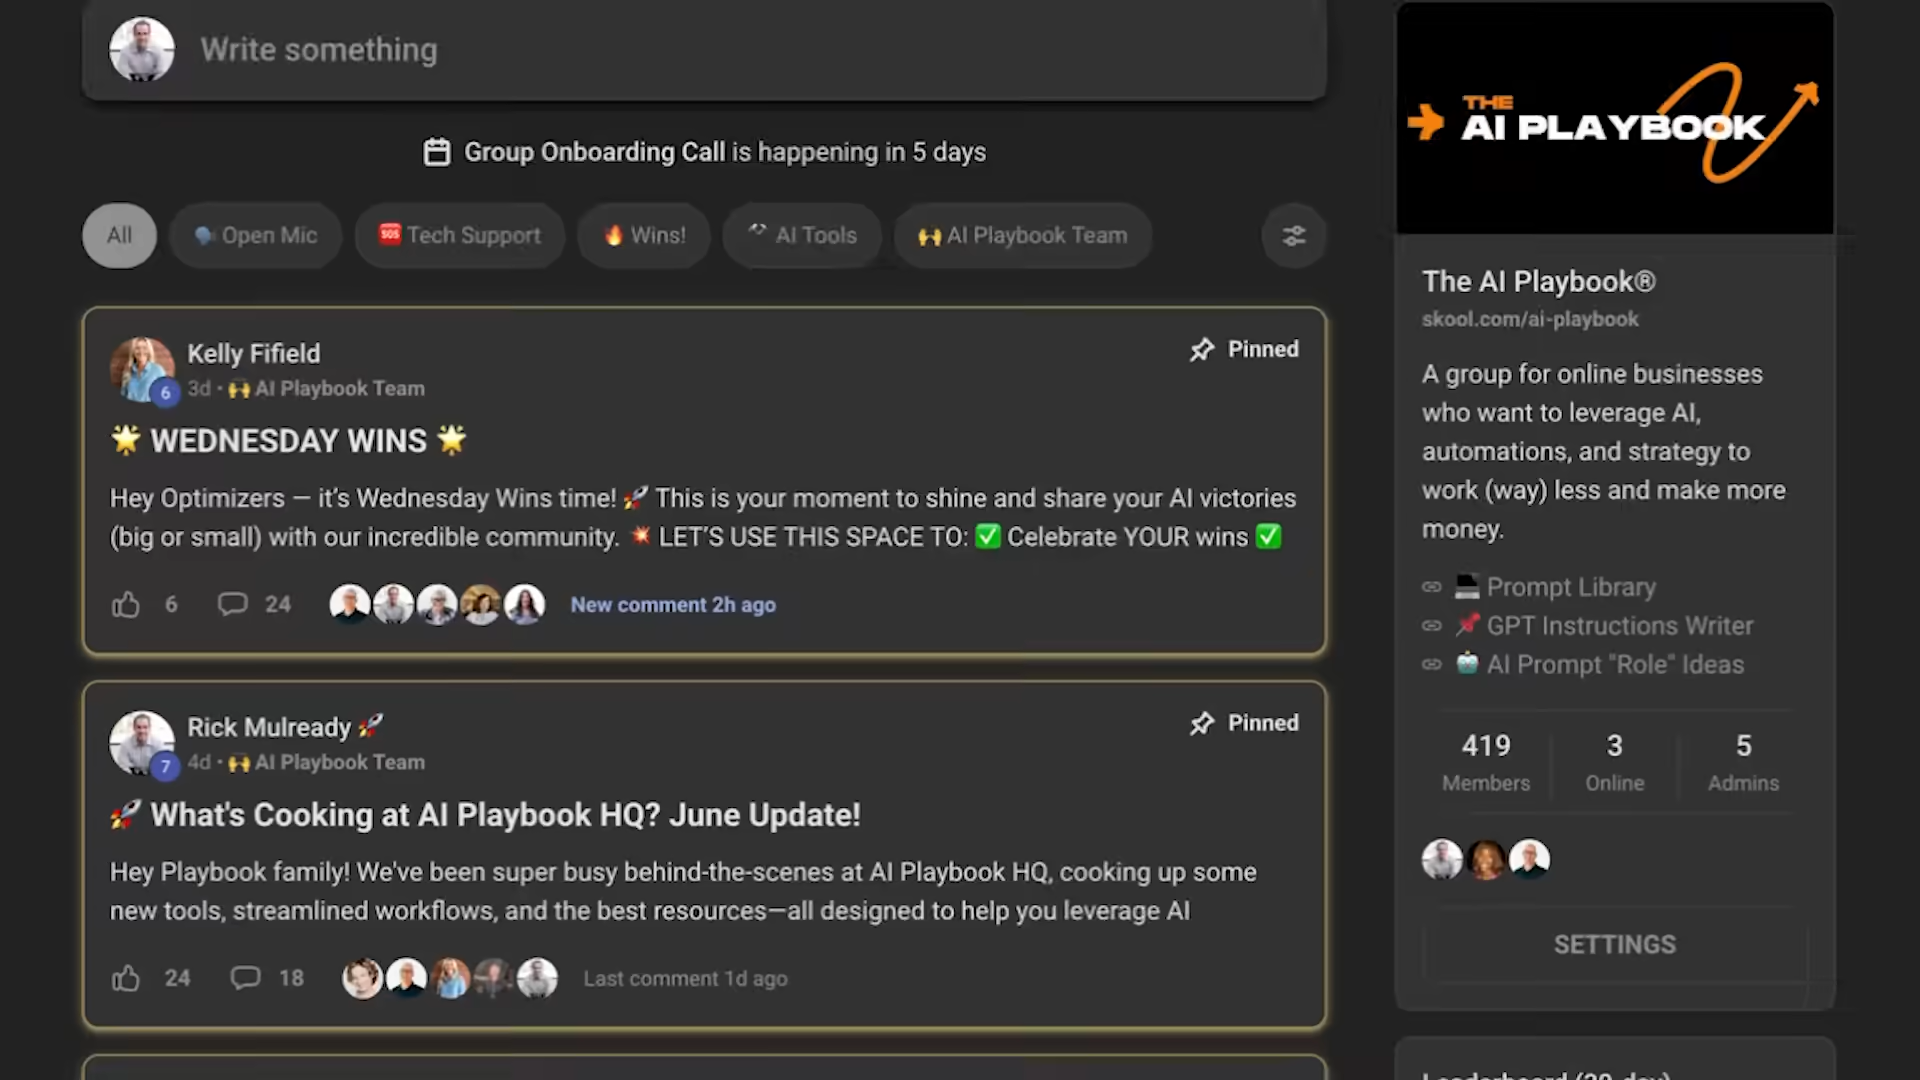 Write something
Group Onboarding Call is happening in 5 days
All
Open Mic
SOS Tech Support
Wins!
AI Tools
AI Playbook Team
Kelly Fifield
6
3d · AI Playbook Team
Pinned
WEDNESDAY WINS
Hey Optimizers — it's Wednesday Wins time! This is your moment to shine and share your AI victories
(big or small) with our incredible community. LET'S USE THIS SPACE TO: ✅ Celebrate YOUR wins ✅
6
24
New comment 2h ago
Rick Mulready
7
4d · AI Playbook Team
Pinned
What's Cooking at AI Playbook HQ? June Update!
Hey Playbook family! We've been super busy behind-the-scenes at AI Playbook HQ, cooking up some
new tools, streamlined workflows, and the best resources—all designed to help you leverage AI
24
18
Last comment 1d ago
THE
AI PLAYBOOK
The AI Playbook®
skool.com/ai-playbook
A group for online businesses
who want to leverage AI,
automations, and strategy to
work (way) less and make more
money.
Prompt Library
GPT Instructions Writer
AI Prompt "Role" Ideas
419
Members
3
Online
5
Admins
SETTINGS
Leaderboard (30-day)